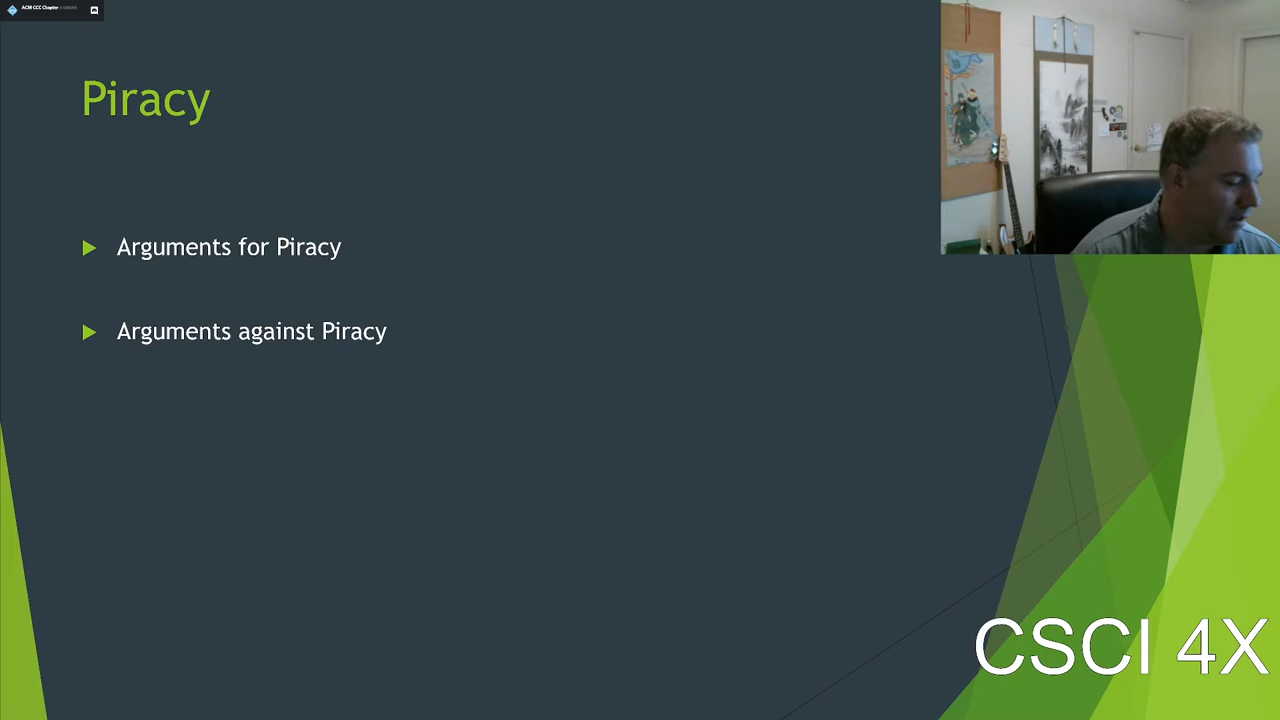 ACM CCC Chapter
Piracy
Arguments for Piracy
Arguments against Piracy
CSCI 4X